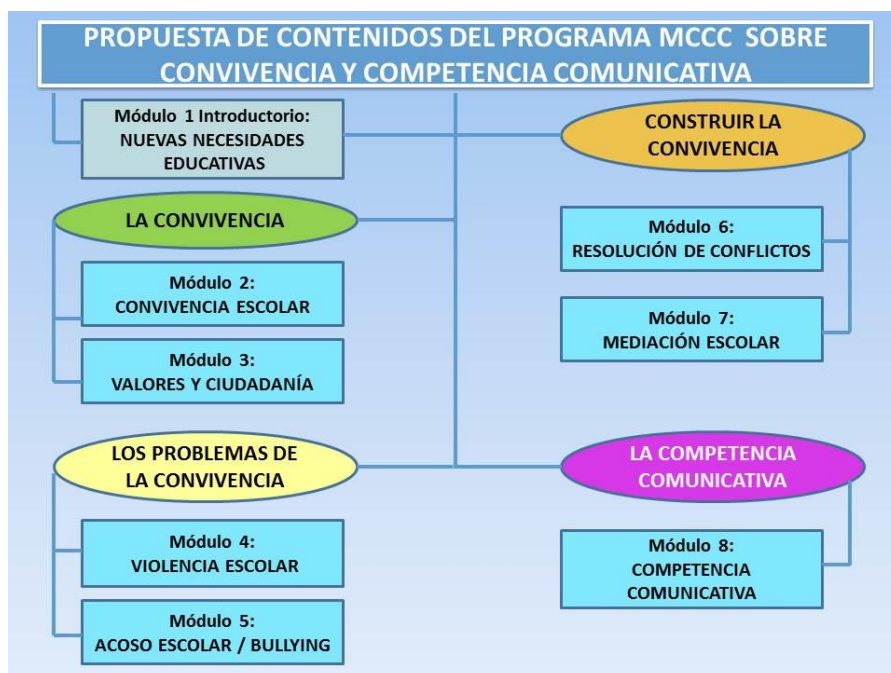 PROPUESTA DE CONTENIDOS DEL PROGRAMA MCCC SOBRE
CONVIVENCIA Y COMPETENCIA COMUNICATIVA
Módulo 1 Introductorio:
NUEVAS NECESIDADES
EDUCATIVAS
LA CONVIVENCIA
Módulo 2:
CONVIVENCIA ESCOLAR
Módulo 3:
VALORES Y CIUDADANÍA
LOS PROBLEMAS DE
LA CONVIVENCIA
Módulo 4:
VIOLENCIA ESCOLAR
Módulo 5:
ACOSO ESCOLAR / BULLYING
CONSTRUIR LA
CONVIVENCIA
Módulo 6:
RESOLUCIÓN DE CONFLICTOS
Módulo 7:
MEDIACIÓN ESCOLAR
LA COMPETENCIA
COMUNICATIVA
Módulo 8:
COMPETENCIA
COMUNICATIVA